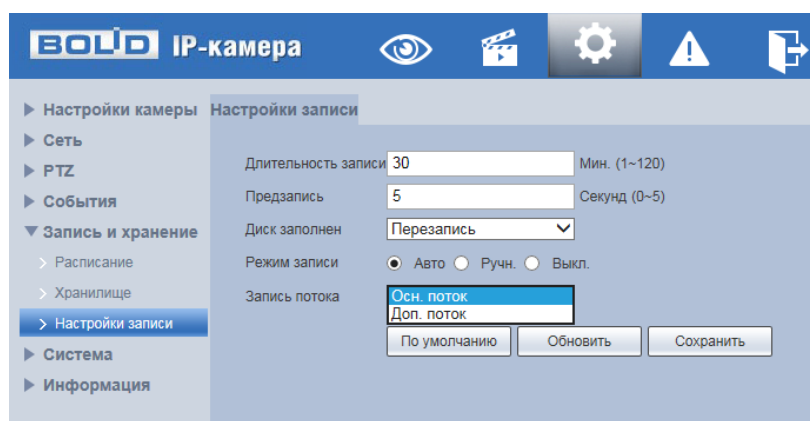 BOLID IP-камера
Настройки камеры
Сеть
PTZ
События
Запись и хранение
Расписание
Хранилище
Настройки записи
Система
Информация
Настройки записи
Длительность записи 30 Мин. (1~120)
Предзапись 5 Секунд (0~5)
Диск заполнен Перезапись
Режим записи Авто Ручн. Выкл.
Запись потока Осн. поток
Доп. поток
По умолчанию Обновить Сохранить